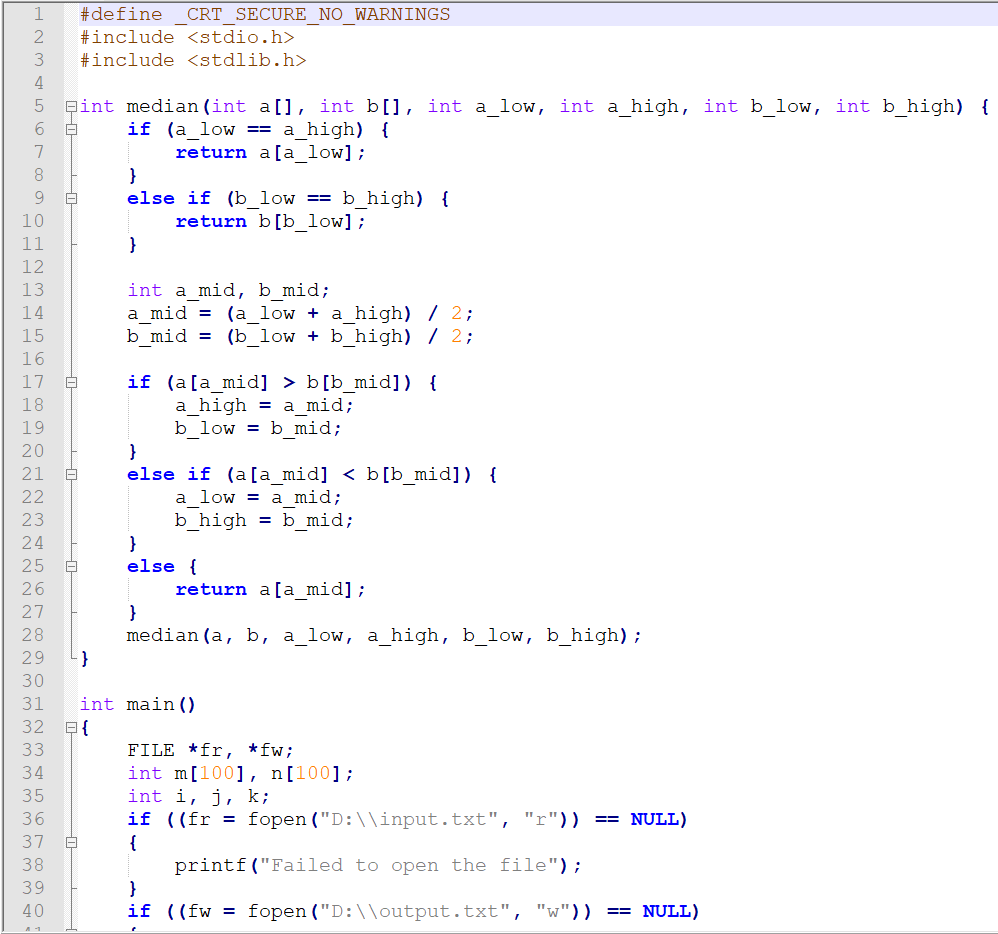 1 #define _CRT_SECURE_NO_WARNINGS
2 #include <stdio.h>
3 #include <stdlib.h>
4
5 int median(int a[], int b[], int a_low, int a_high, int b_low, int b_high) {
6 if (a_low == a_high) {
7 return a[a_low];
8 }
9 else if (b_low == b_high) {
10 return b[b_low];
11 }
12
13 int a_mid, b_mid;
14 a_mid = (a_low + a_high) / 2;
15 b_mid = (b_low + b_high) / 2;
16
17 if (a[a_mid] > b[b_mid]) {
18 a_high = a_mid;
19 b_low = b_mid;
20 }
21 else if (a[a_mid] < b[b_mid]) {
22 a_low = a_mid;
23 b_high = b_mid;
24 }
25 else {
26 return a[a_mid];
27 }
28 median(a, b, a_low, a_high, b_low, b_high);
29 }
30
31 int main()
32 {
33 FILE *fr, *fw;
34 int m[100], n[100];
35 int i, j, k;
36 if ((fr = fopen("D:\\input.txt", "r")) == NULL)
37 {
38 printf("Failed to open the file");
39 }
40 if ((fw = fopen("D:\\output.txt", "w")) == NULL)